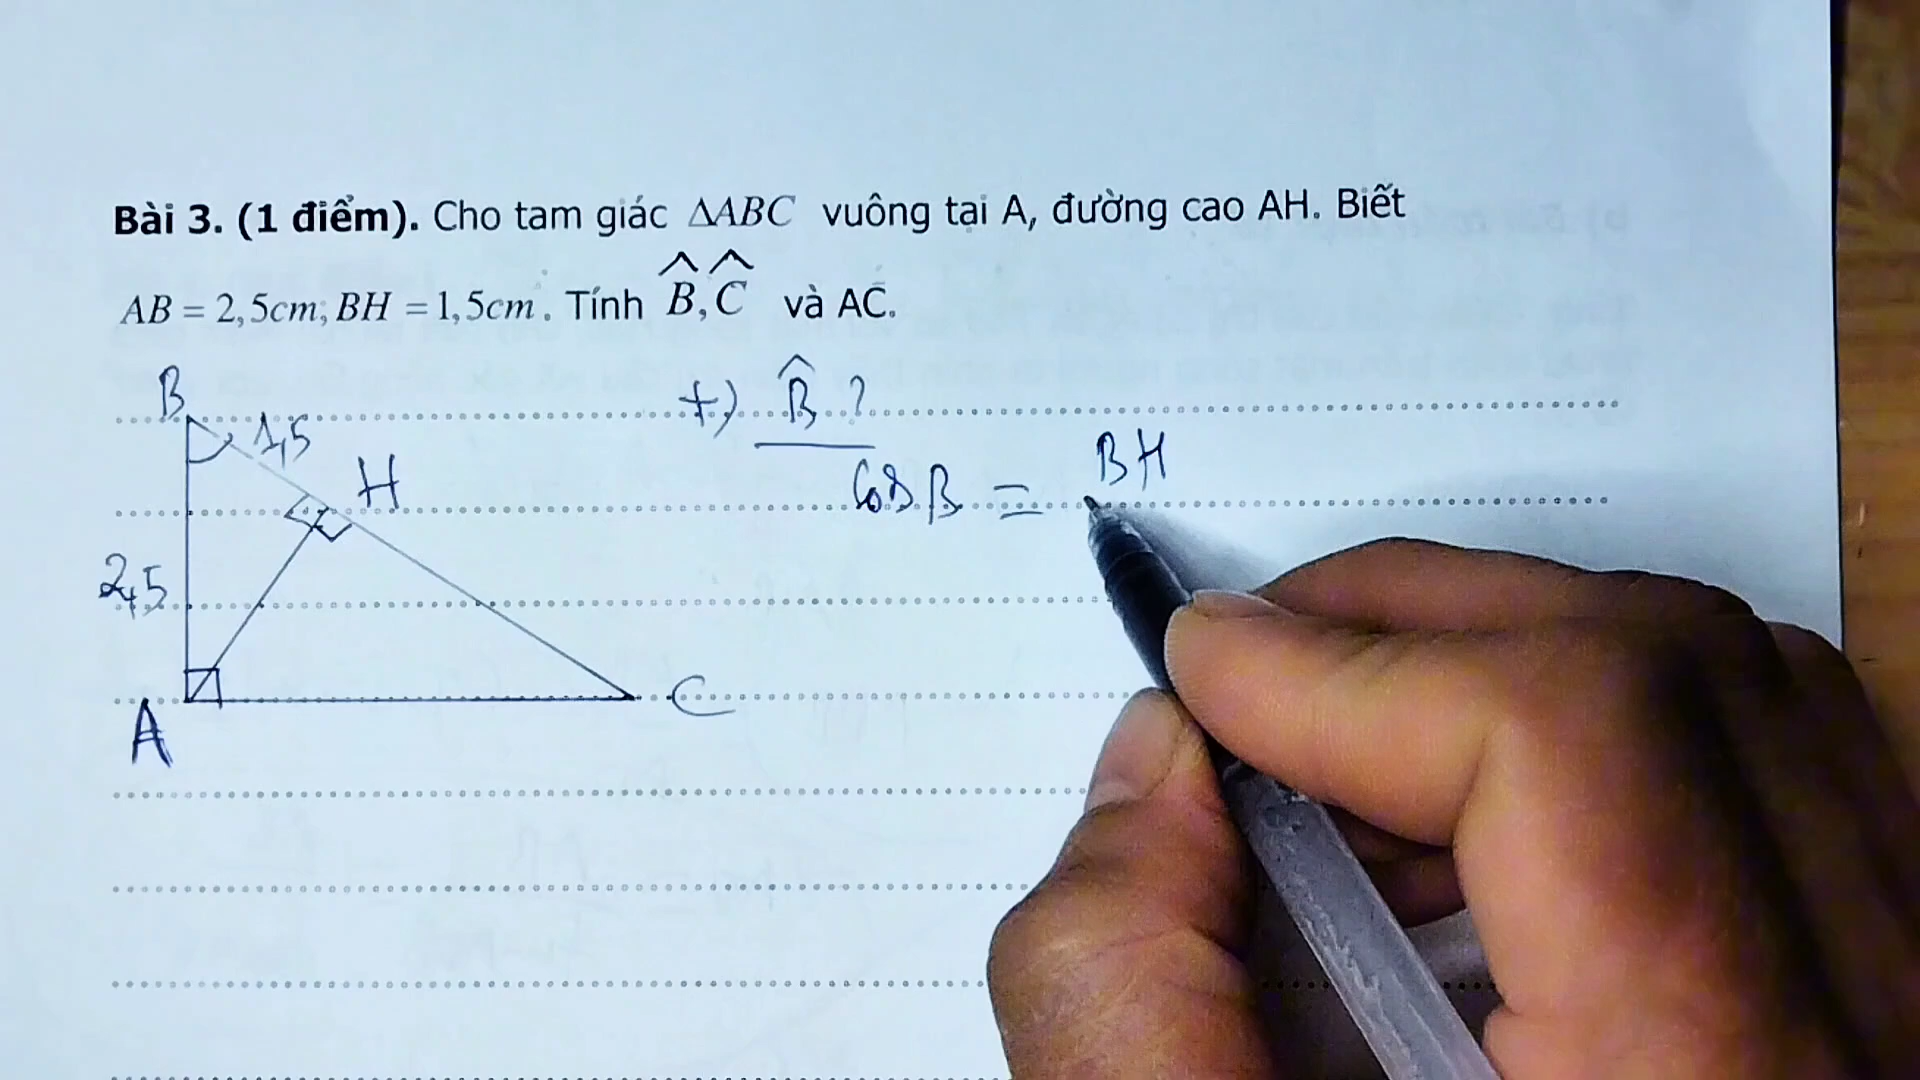 Bài 3. (1 điểm). Cho tam giác ΔABC vuông tại A, đường cao AH. Biết
AB = 2,5cm; BH = 1,5cm. Tính B̂, Ĉ và AC.
B
1,5
H
2,5
A
C
+) B̂ ?
Cos B = BH